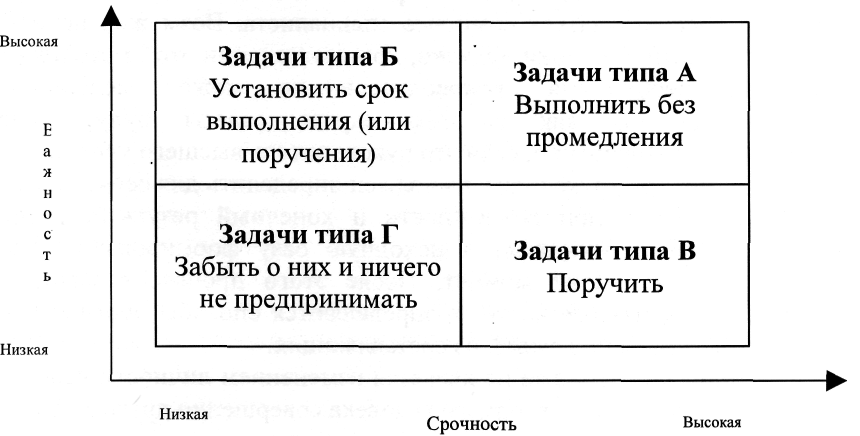 Высокая
Задачи типа Б
Установить срок
выполнения (или
поручения)
Задачи типа А
Выполнить без
промедления
Важность
Задачи типа Г
Забыть о них и ничего
не предпринимать
Задачи типа В
Поручить
Низкая
Низкая
Срочность
Высокая